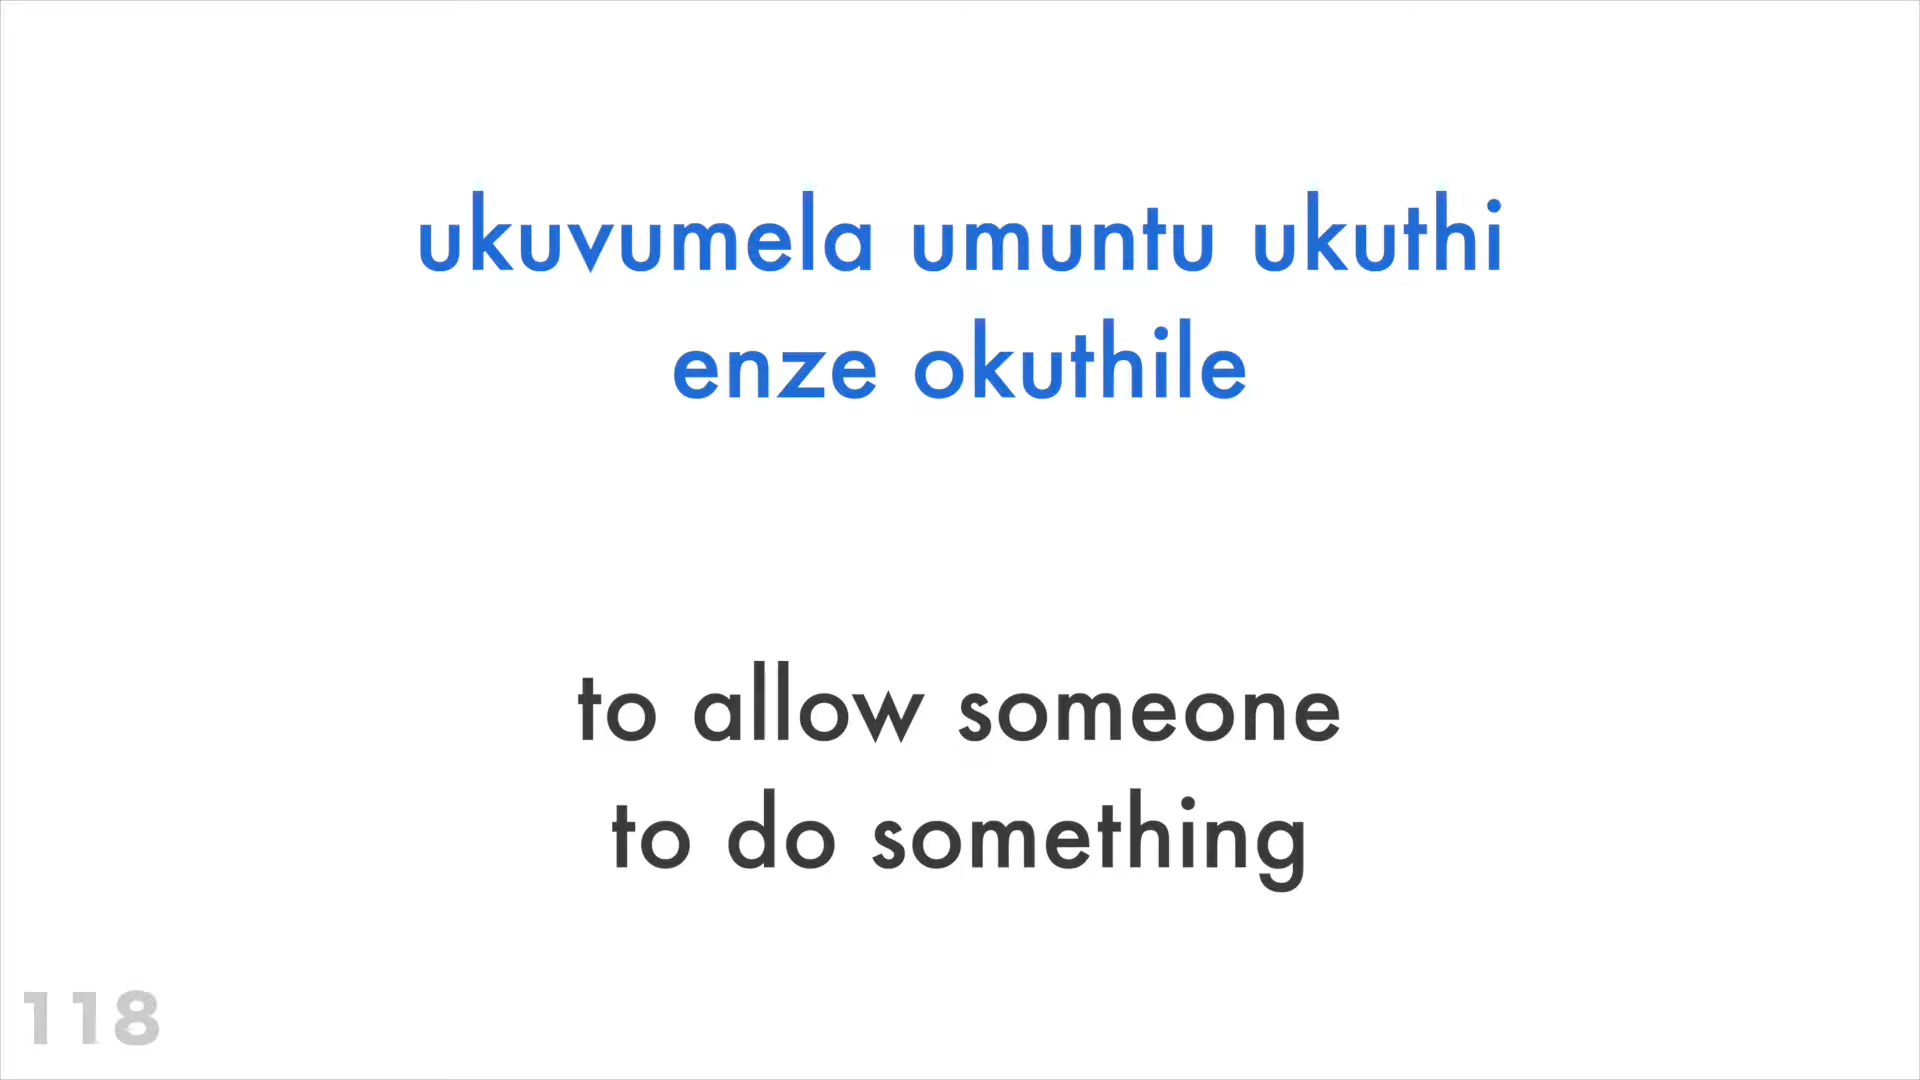 ukuvumela umuntu ukuthi
enze okuthile
to allow someone
to do something
118